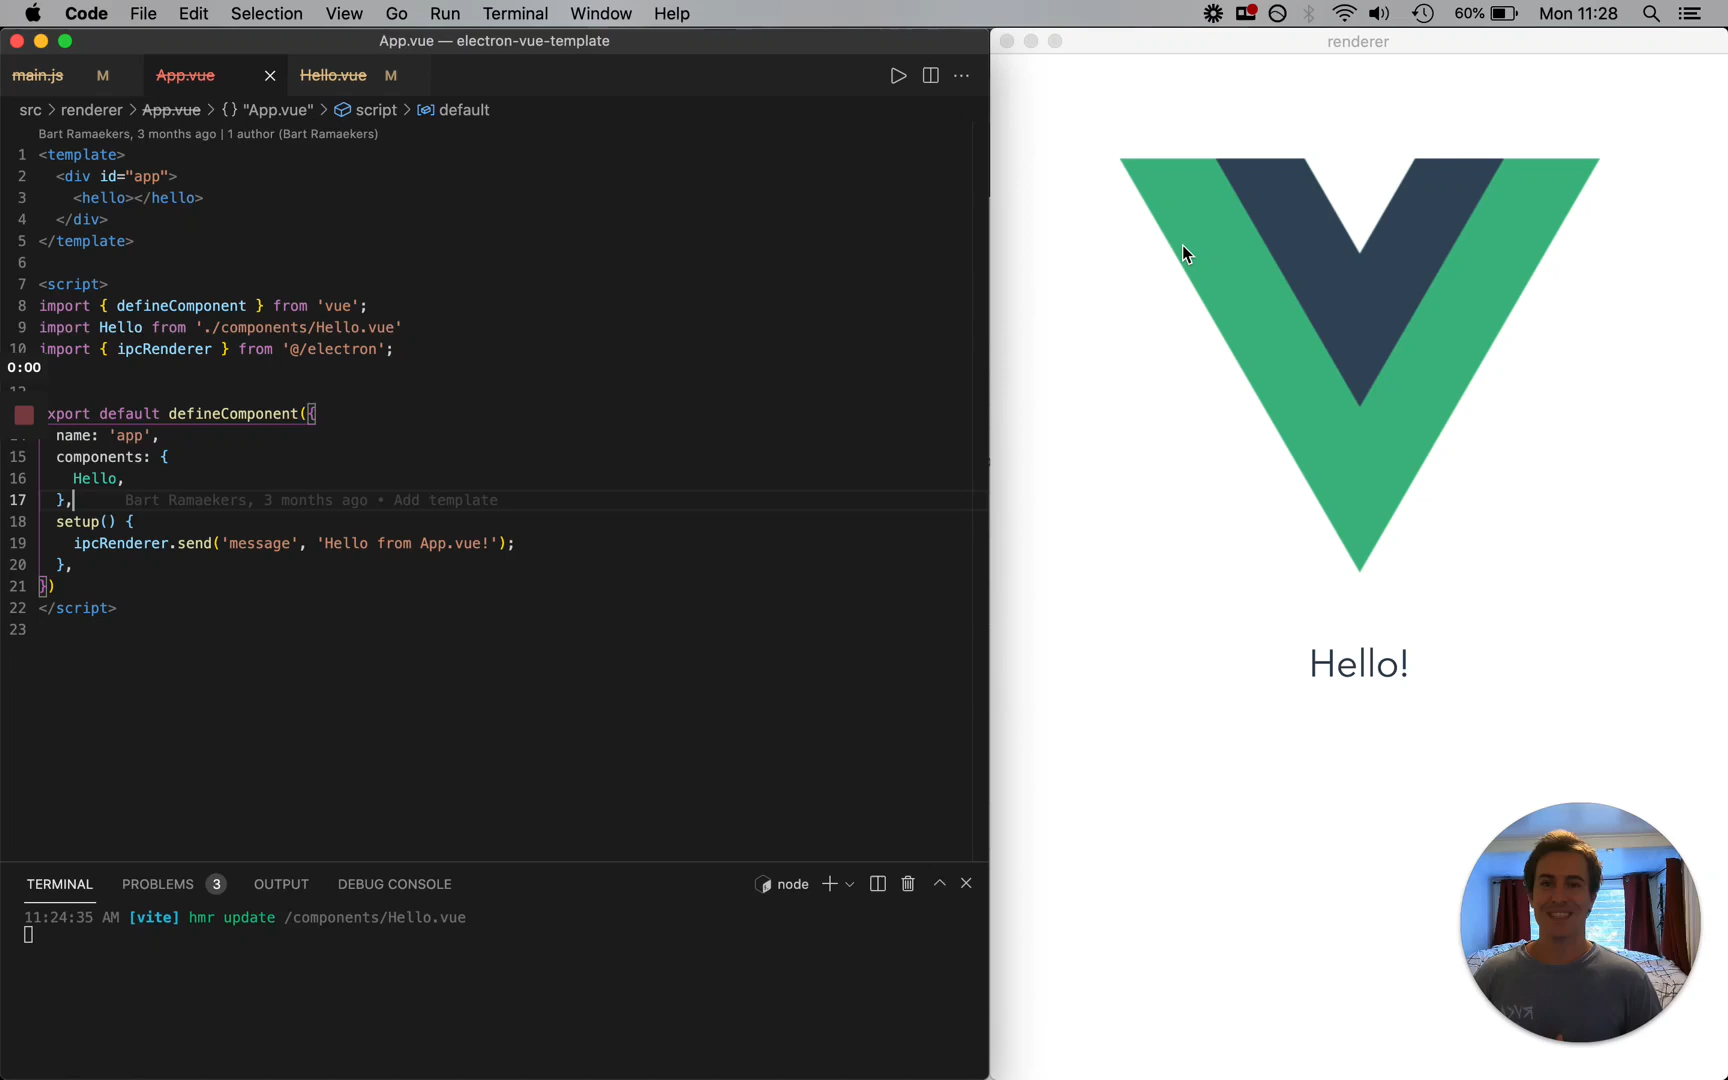 Code File Edit Selection View Go Run Terminal Window Help
60% Mon 11:28
App.vue — electron-vue-template
renderer
main.js M App.vue Hello.vue M
src > renderer > App.vue > {} "App.vue" > script > default
Bart Ramaekers, 3 months ago | 1 author (Bart Ramaekers)
1 <template>
2 <div id="app">
3 <hello></hello>
4 </div>
5 </template>
6
7 <script>
8 import { defineComponent } from 'vue';
9 import Hello from './components/Hello.vue'
10 import { ipcRenderer } from '@/electron';
0:00
xport default defineComponent({
name: 'app',
15 components: {
16 Hello,
17 }, Bart Ramaekers, 3 months ago • Add template
18 setup() {
19 ipcRenderer.send('message', 'Hello from App.vue!');
20 },
21 })
22 </script>
23
Hello!
TERMINAL PROBLEMS 3 OUTPUT DEBUG CONSOLE node
11:24:35 AM [vite] hmr update /components/Hello.vue